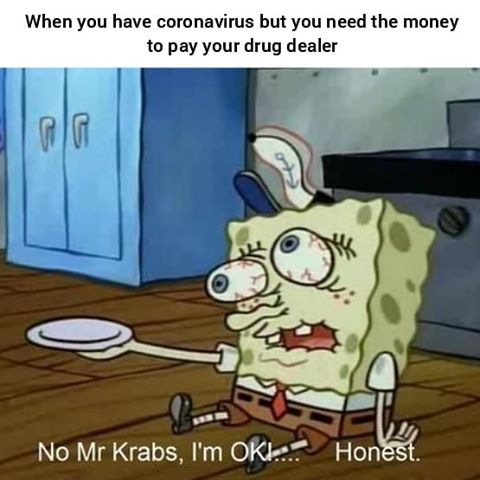 When you have coronavirus but you need the money
to pay your drug dealer
No Mr Krabs, I'm OK!.... Honest.